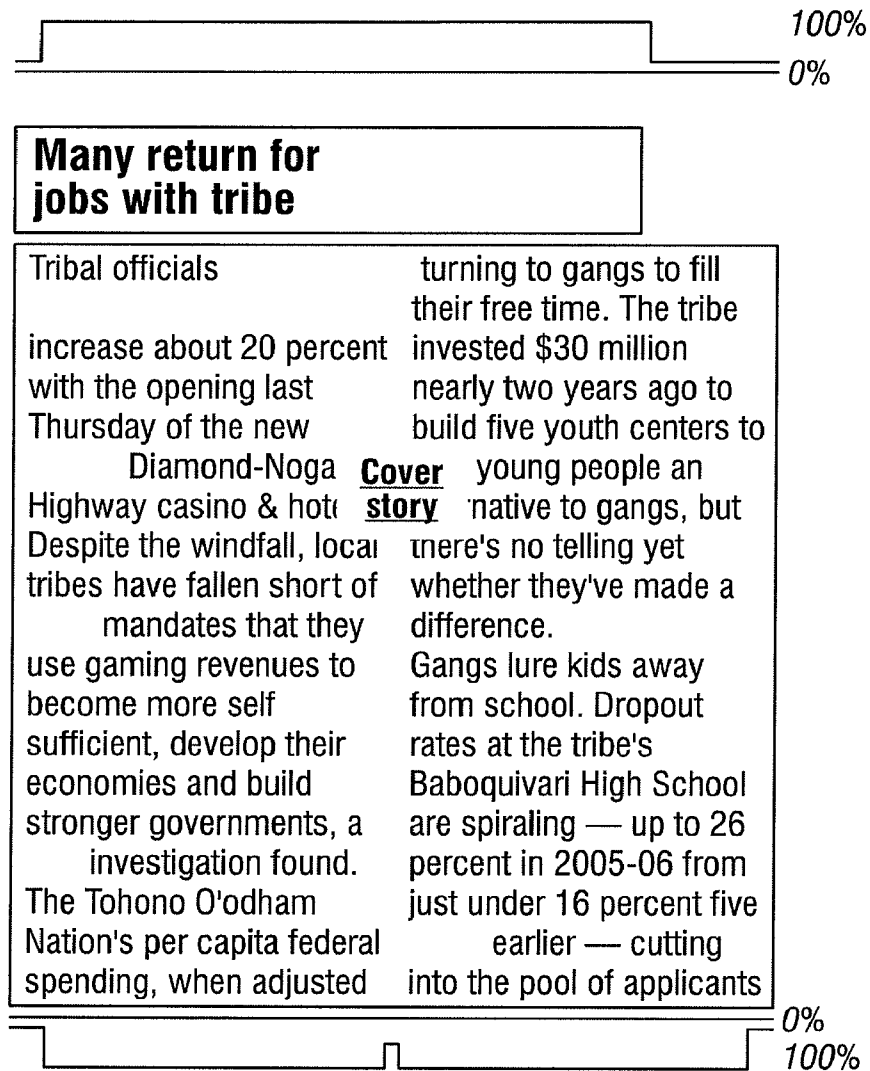 100%
0%
Many return for
jobs with tribe
Tribal officials
increase about 20 percent
with the opening last
Thursday of the new
Diamond-Noga
Highway casino &
Despite the windfall, local
tribes have fallen short of
mandates that they
use gaming revenues to
become more self
sufficient, develop their
economies and build
stronger governments, a
investigation found.
The Tohono O'odham
Nation's per capita federal
spending, when adjusted
Cover
story
turning to gangs to fill
their free time. The tribe
invested $30 million
nearly two years ago to
build five youth centers to
young people an
native to gangs, but
there's no telling yet
whether they've made a
difference.
Gangs lure kids away
from school. Dropout
rates at the tribe's
Baboquivari High School
are spiraling — up to 26
percent in 2005-06 from
just under 16 percent five
earlier — cutting
into the pool of applicants
0%
100%